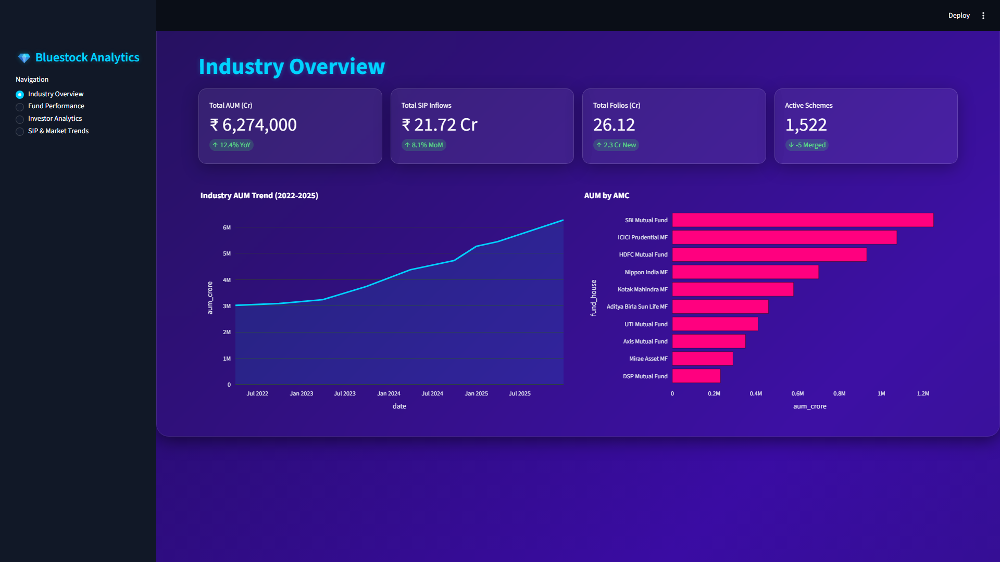 Deploy
Bluestock Analytics
Navigation
Industry Overview
Fund Performance
Investor Analytics
SIP & Market Trends
Industry Overview
Total AUM (Cr)
₹ 6,274,000
↑ 12.4% YoY
Total SIP Inflows
₹ 21.72 Cr
↑ 8.1% MoM
Total Folios (Cr)
26.12
↑ 2.3 Cr New
Active Schemes
1,522
↓ -5 Merged
Industry AUM Trend (2022-2025)
aum_crore
6M
5M
4M
3M
2M
1M
0
Jul 2022 Jan 2023 Jul 2023 Jan 2024 Jul 2024 Jan 2025 Jul 2025
date
AUM by AMC
fund_house
SBI Mutual Fund
ICICI Prudential MF
HDFC Mutual Fund
Nippon India MF
Kotak Mahindra MF
Aditya Birla Sun Life MF
UTI Mutual Fund
Axis Mutual Fund
Mirae Asset MF
DSP Mutual Fund
0 0.2M 0.4M 0.6M 0.8M 1M 1.2M
aum_crore